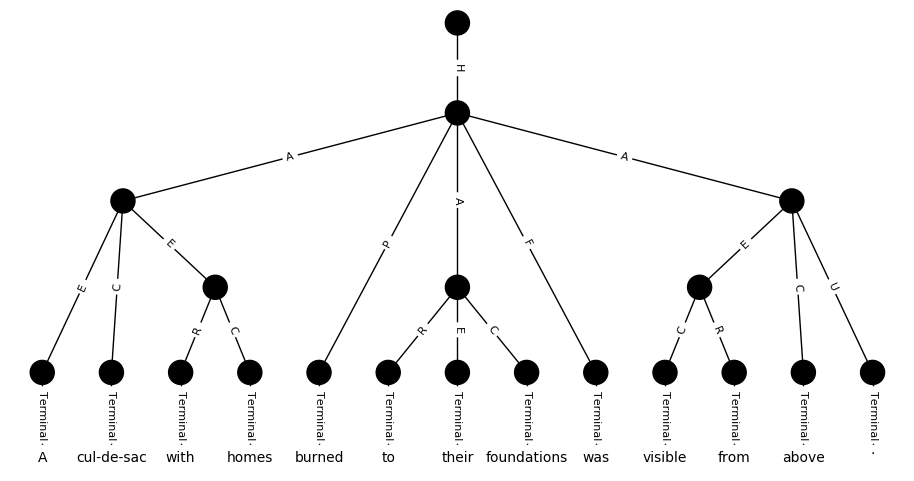 H
A A
P A F
E C E E C U
R C R E C C R
Terminal. Terminal. Terminal. Terminal. Terminal. Terminal. Terminal. Terminal. Terminal. Terminal. Terminal. Terminal. Terminal.
A cul-de-sac with homes burned to their foundations was visible from above .